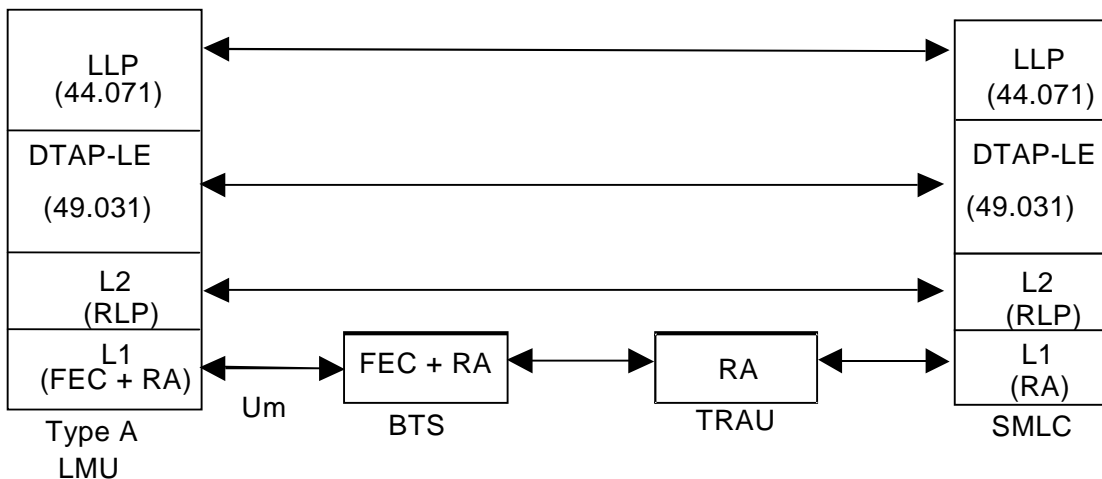 LLP
(44.071)
DTAP-LE
(49.031)
L2
(RLP)
L1
(FEC + RA)
Type A
LMU
Um
FEC + RA
BTS
RA
TRAU
LLP
(44.071)
DTAP-LE
(49.031)
L2
(RLP)
L1
(RA)
SMLC